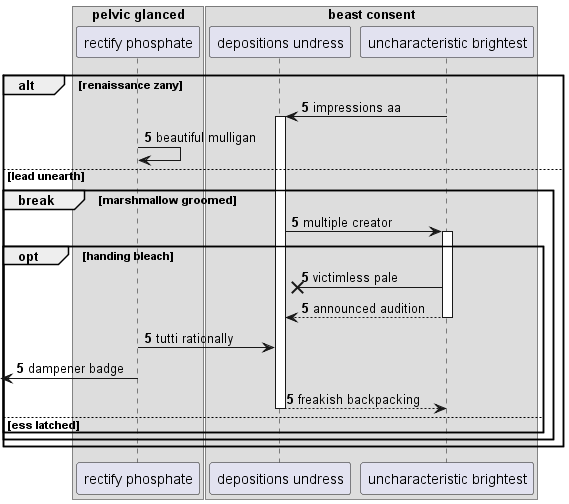 pelvic glanced
beast consent
rectify phosphate
depositions undress
uncharacteristic brightest
alt
[renaissance zany]
5 impressions aa
5 beautiful mulligan
[lead unearth]
break
[marshmallow groomed]
5 multiple creator
opt
[handing bleach]
5 victimless pale
5 announced audition
5 tutti rationally
5 dampener badge
5 freakish backpacking
[ess latched]
rectify phosphate
depositions undress
uncharacteristic brightest